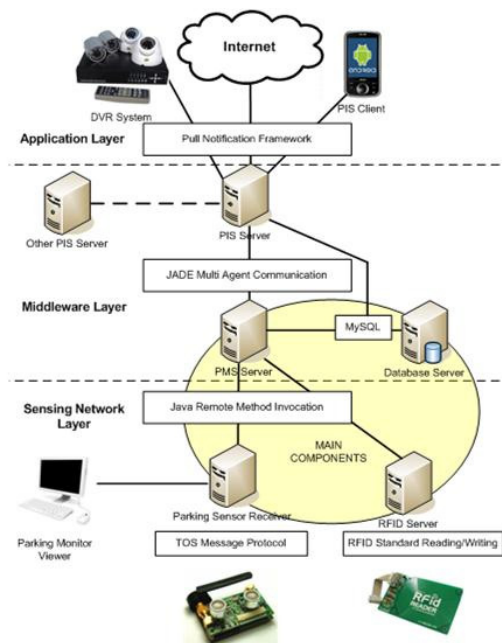 Internet
ANDROID
DVR System
PIS Client
Application Layer
Pull Notification Framework
Other PIS Server
PIS Server
JADE Multi Agent Communication
Middleware Layer
MySQL
PMS Server
Database Server
Sensing Network
Layer
Java Remote Method Invocation
MAIN
COMPONENTS
Parking Sensor Receiver
RFID Server
Parking Monitor
Viewer
TOS Message Protocol
RFID Standard Reading/Writing
RFid
READER